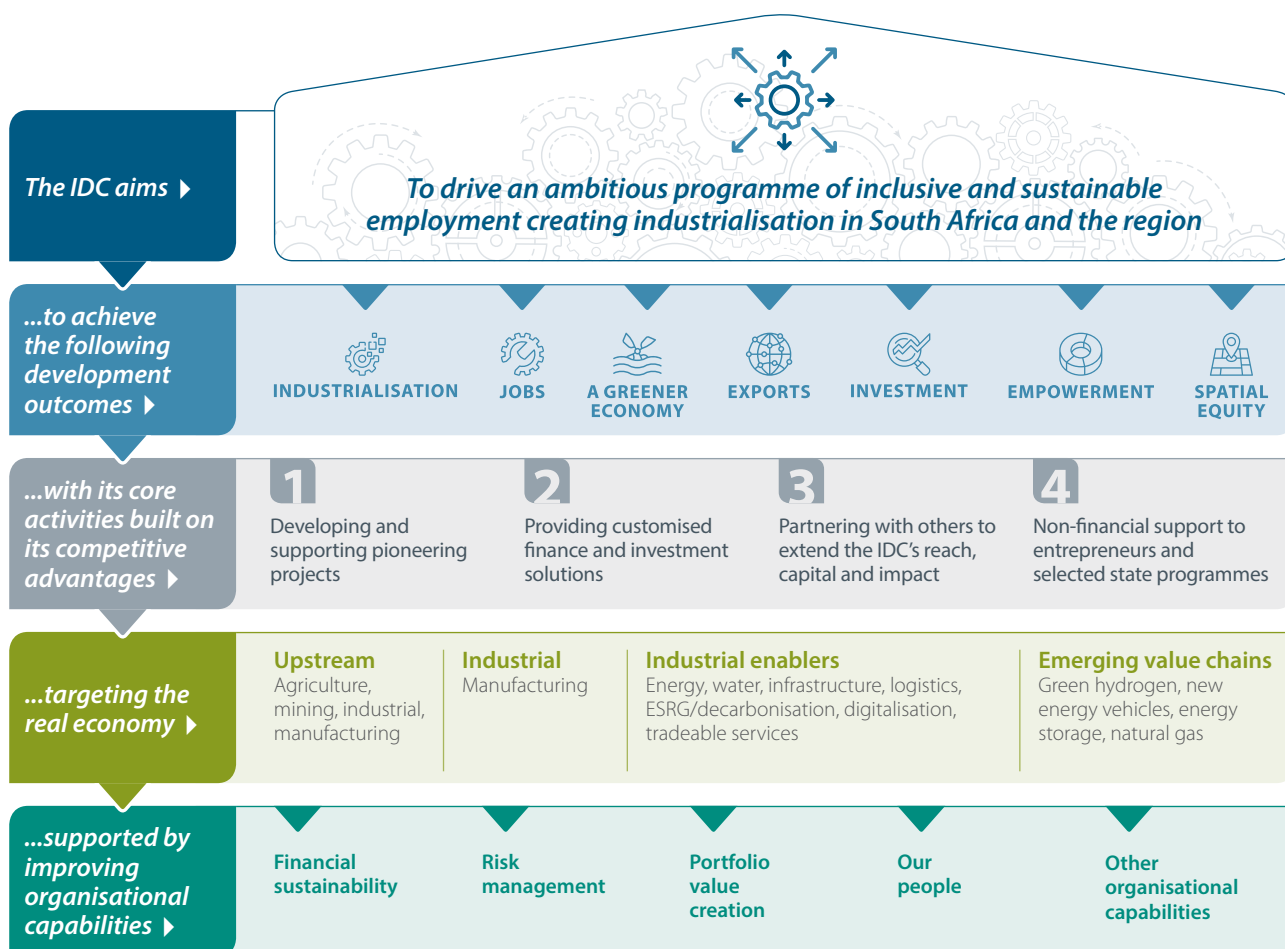 The IDC aims
To drive an ambitious programme of inclusive and sustainable
employment creating industrialisation in South Africa and the region
...to achieve
the following
development
outcomes
INDUSTRIALISATION
JOBS
A GREENER
ECONOMY
EXPORTS
INVESTMENT
EMPOWERMENT
SPATIAL
EQUITY
...with its core
activities built on
its competitive
advantages
1
Developing and
supporting pioneering
projects
2
Providing customised
finance and investment
solutions
3
Partnering with others to
extend the IDC's reach,
capital and impact
4
Non-financial support to
entrepreneurs and
selected state programmes
...targeting the
real economy
Upstream
Agriculture,
mining, industrial,
manufacturing
Industrial
Manufacturing
Industrial enablers
Energy, water, infrastructure, logistics,
ESRG/decarbonisation, digitalisation,
tradeable services
Emerging value chains
Green hydrogen, new
energy vehicles, energy
storage, natural gas
...supported by
improving
organisational
capabilities
Financial
sustainability
Risk
management
Portfolio
value
creation
Our
people
Other
organisational
capabilities